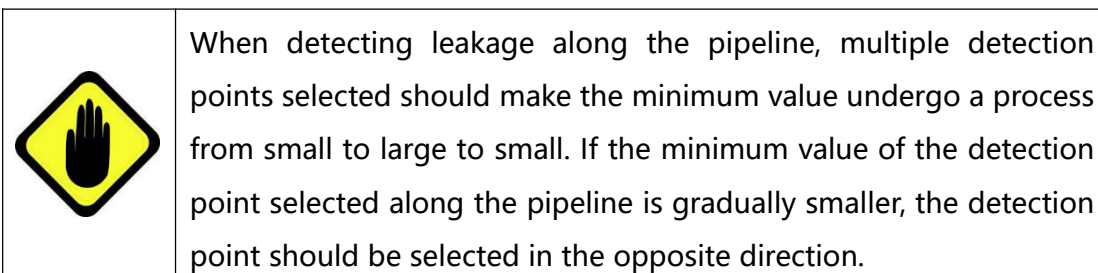 When detecting leakage along the pipeline, multiple detection
points selected should make the minimum value undergo a process
from small to large to small. If the minimum value of the detection
point selected along the pipeline is gradually smaller, the detection
point should be selected in the opposite direction.